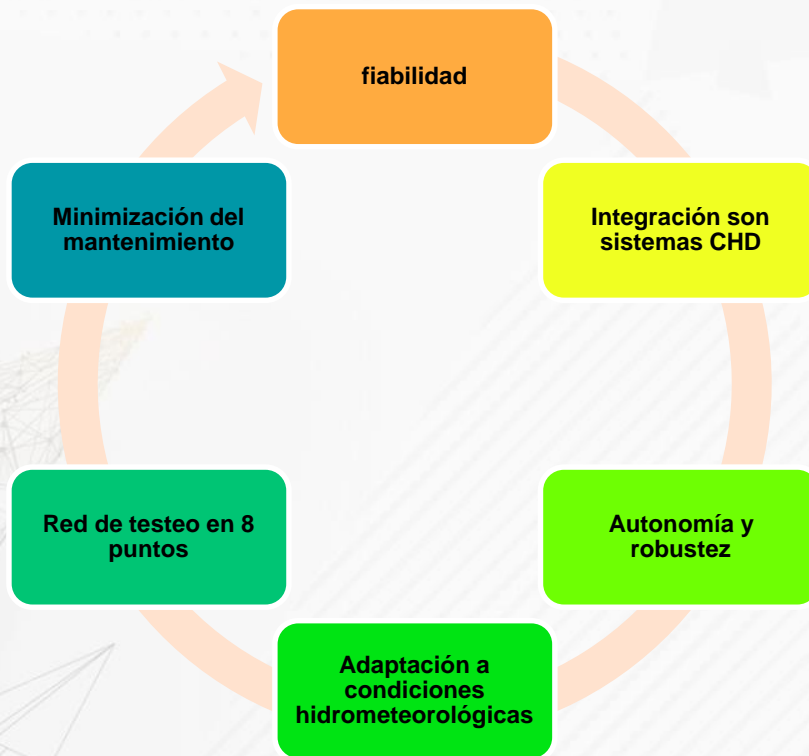 fiabilidad
Integración son
sistemas CHD
Autonomía y
robustez
Adaptación a
condiciones
hidrometeorológicas
Red de testeo en 8
puntos
Minimización del
mantenimiento